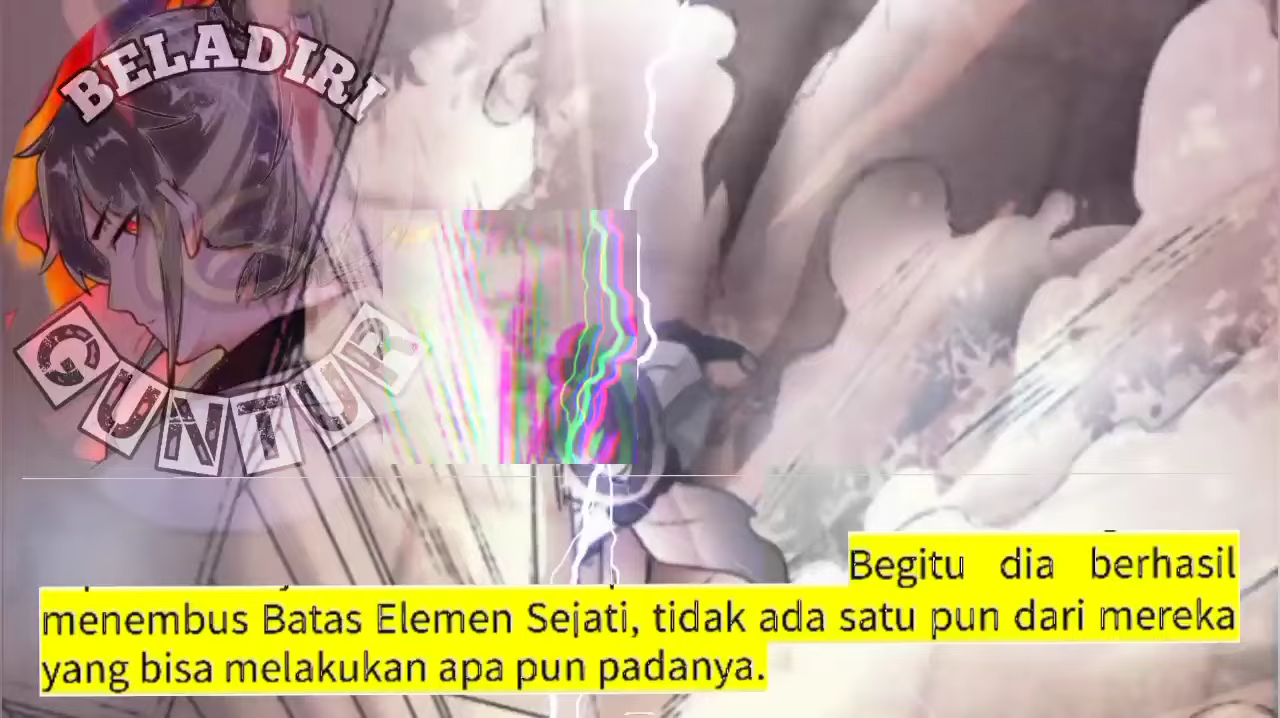 BELADIRI
GUNTUR
Begitu dia berhasil
menembus Batas Elemen Sejati, tidak ada satu pun dari mereka
yang bisa melakukan apa pun padanya.